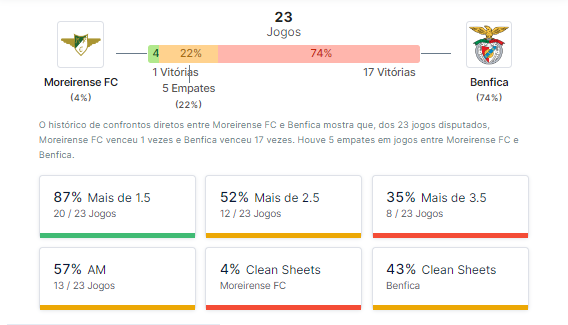 23
Jogos
4 22% 74%
Moreirense FC
(4%)
1 Vitórias
17 Vitórias
5 Empates
(22%)
Benfica
(74%)
O histórico de confrontos diretos entre Moreirense FC e Benfica mostra que, dos 23 jogos disputados,
Moreirense FC venceu 1 vezes e Benfica venceu 17 vezes. Houve 5 empates em jogos entre Moreirense FC e
Benfica.
87% Mais de 1.5
20 / 23 Jogos
52% Mais de 2.5
12 / 23 Jogos
35% Mais de 3.5
8 / 23 Jogos
57% AM
13 / 23 Jogos
4% Clean Sheets
Moreirense FC
43% Clean Sheets
Benfica